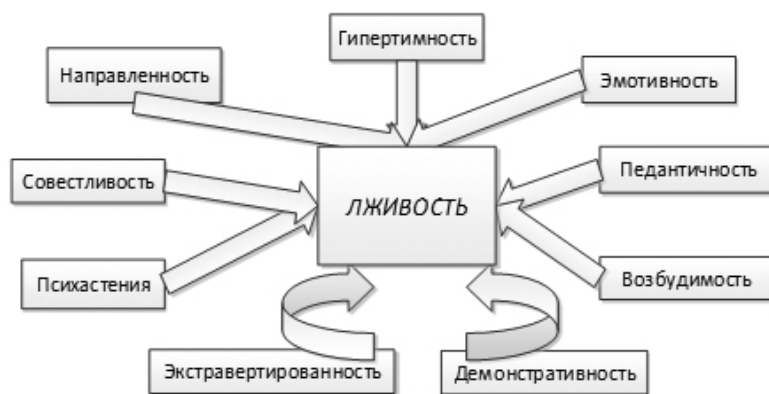 Гипертимность
Направленность
Эмотивность
Совестливость
ЛЖИВОСТЬ
Педантичность
Психастения
Возбудимость
Экстравертированность
Демонстративность